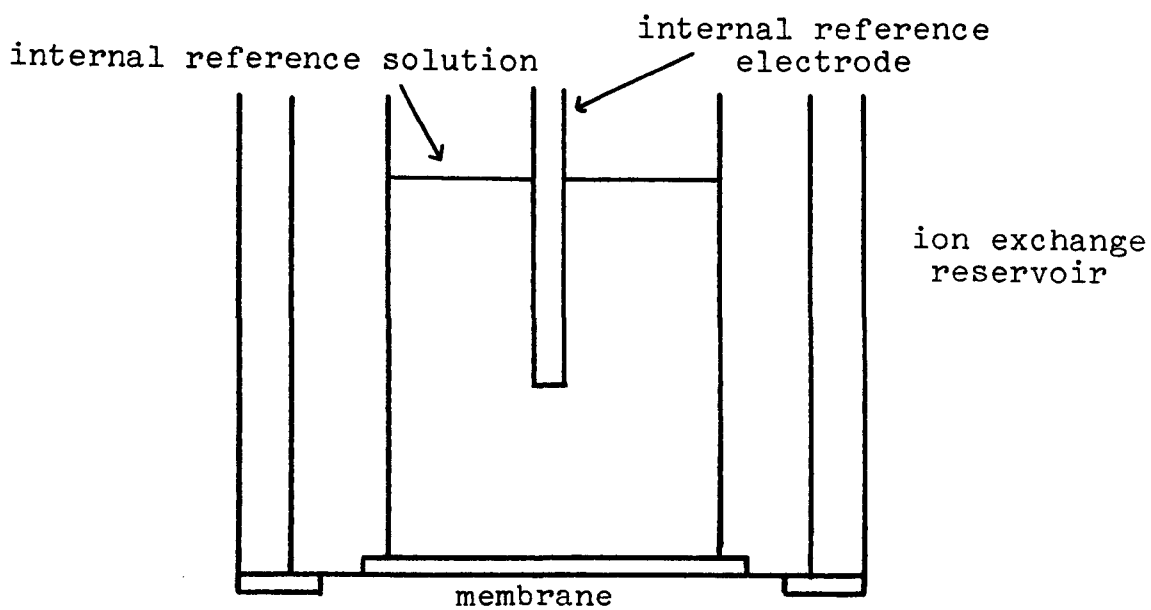 internal reference solution
internal reference
electrode
ion exchange
reservoir
membrane